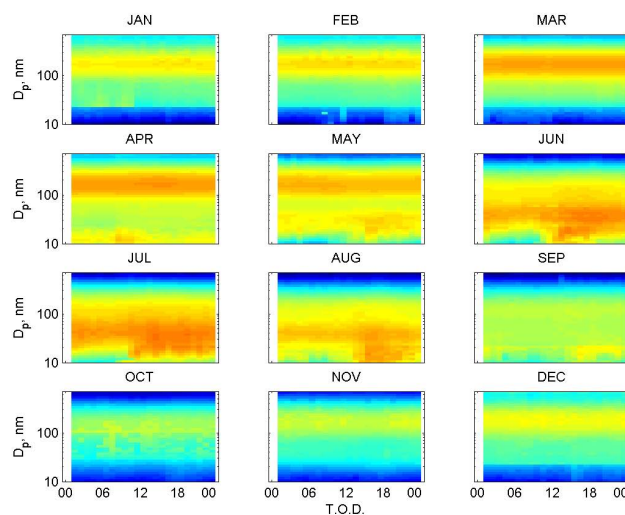 JAN FEB MAR
Dp, nm 100 10
APR MAY JUN
Dp, nm 100 10
JUL AUG SEP
Dp, nm 100 10
OCT NOV DEC
Dp, nm 100 10
00 06 12 18 00 00 06 12 18 00 00 06 12 18 00
T.O.D.